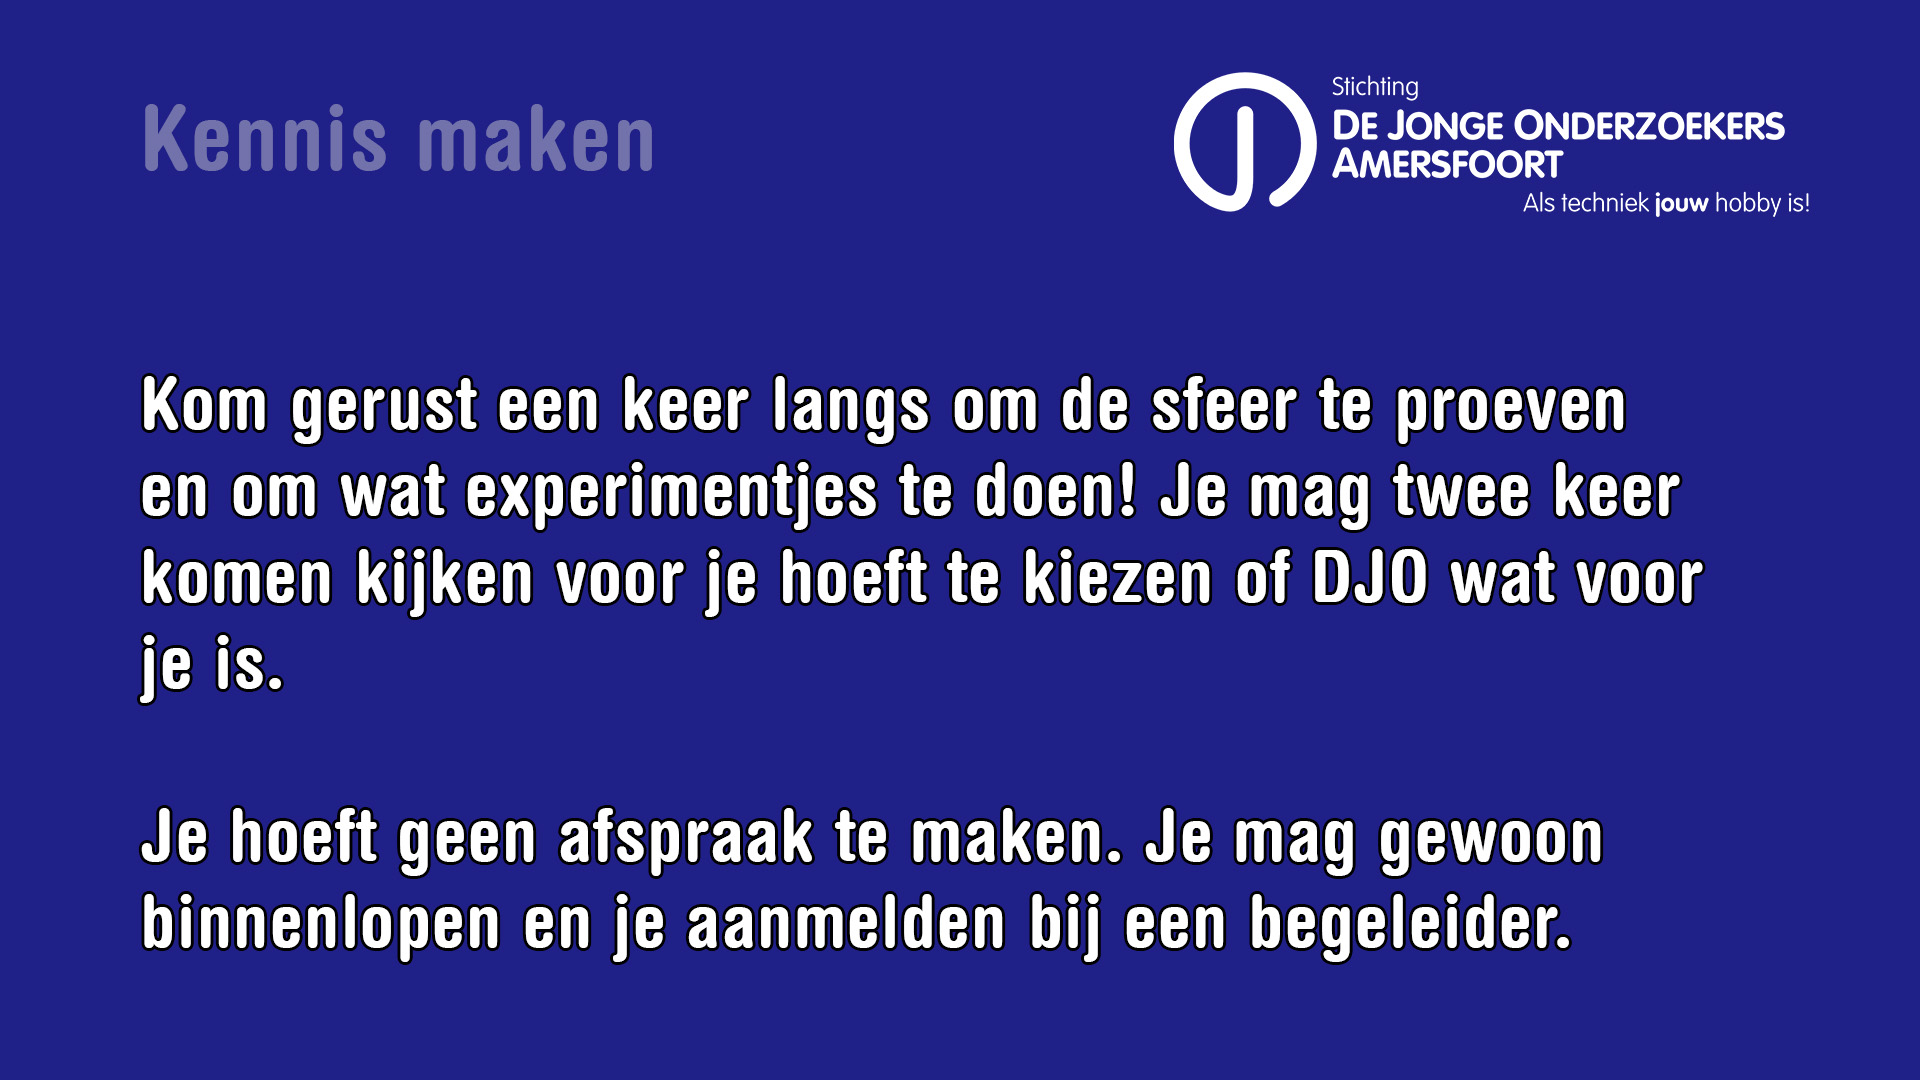 Kennis maken
Stichting
DE JONGE ONDERZOEKERS
AMERSFOORT
Als techniek jouw hobby is!
Kom gerust een keer langs om de sfeer te proeven
en om wat experimentjes te doen! Je mag twee keer
komen kijken voor je hoeft te kiezen of DJO wat voor
je is.
Je hoeft geen afspraak te maken. Je mag gewoon
binnenlopen en je aanmelden bij een begeleider.